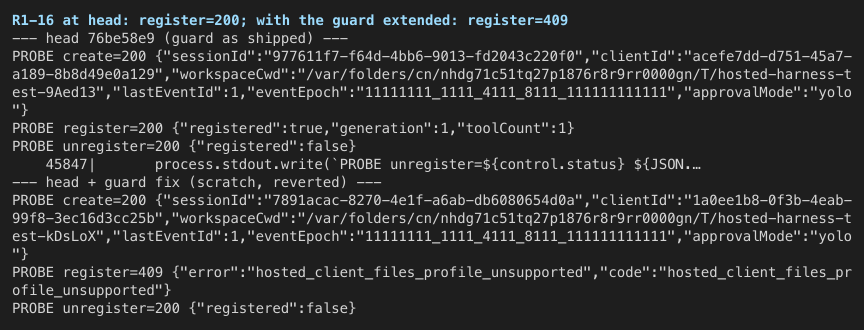 R1-16 at head: register=200; with the guard extended: register=409
--- head 76be58e9 (guard as shipped) ---
PROBE create=200 {"sessionId":"977611f7-f64d-4bb6-9013-fd2043c220f0","clientId":"acefe7dd-d751-45a7-
a189-8b8d49e0a129","workspaceCwd":"/var/folders/cn/nhdg71c51tq27p1876r8r9rr0000gn/T/hosted-harness-t
est-9Aed13","lastEventId":1,"eventEpoch":"11111111_1111_4111_8111_111111111111","approvalMode":"yolo
"}
PROBE register=200 {"registered":true,"generation":1,"toolCount":1}
PROBE unregister=200 {"registered":false}
    45847|       process.stdout.write(`PROBE unregister=${control.status} ${JSON.…
--- head + guard fix (scratch, reverted) ---
PROBE create=200 {"sessionId":"7891acac-8270-4e1f-a6ab-db6080654d0a","clientId":"1a0ee1b8-0f3b-4eab-
99f8-3ec16d3cc25b","workspaceCwd":"/var/folders/cn/nhdg71c51tq27p1876r8r9rr0000gn/T/hosted-harness-t
est-kDsLoX","lastEventId":1,"eventEpoch":"11111111_1111_4111_8111_111111111111","approvalMode":"yolo
"}
PROBE register=409 {"error":"hosted_client_files_profile_unsupported","code":"hosted_client_files_pr
ofile_unsupported"}
PROBE unregister=200 {"registered":false}